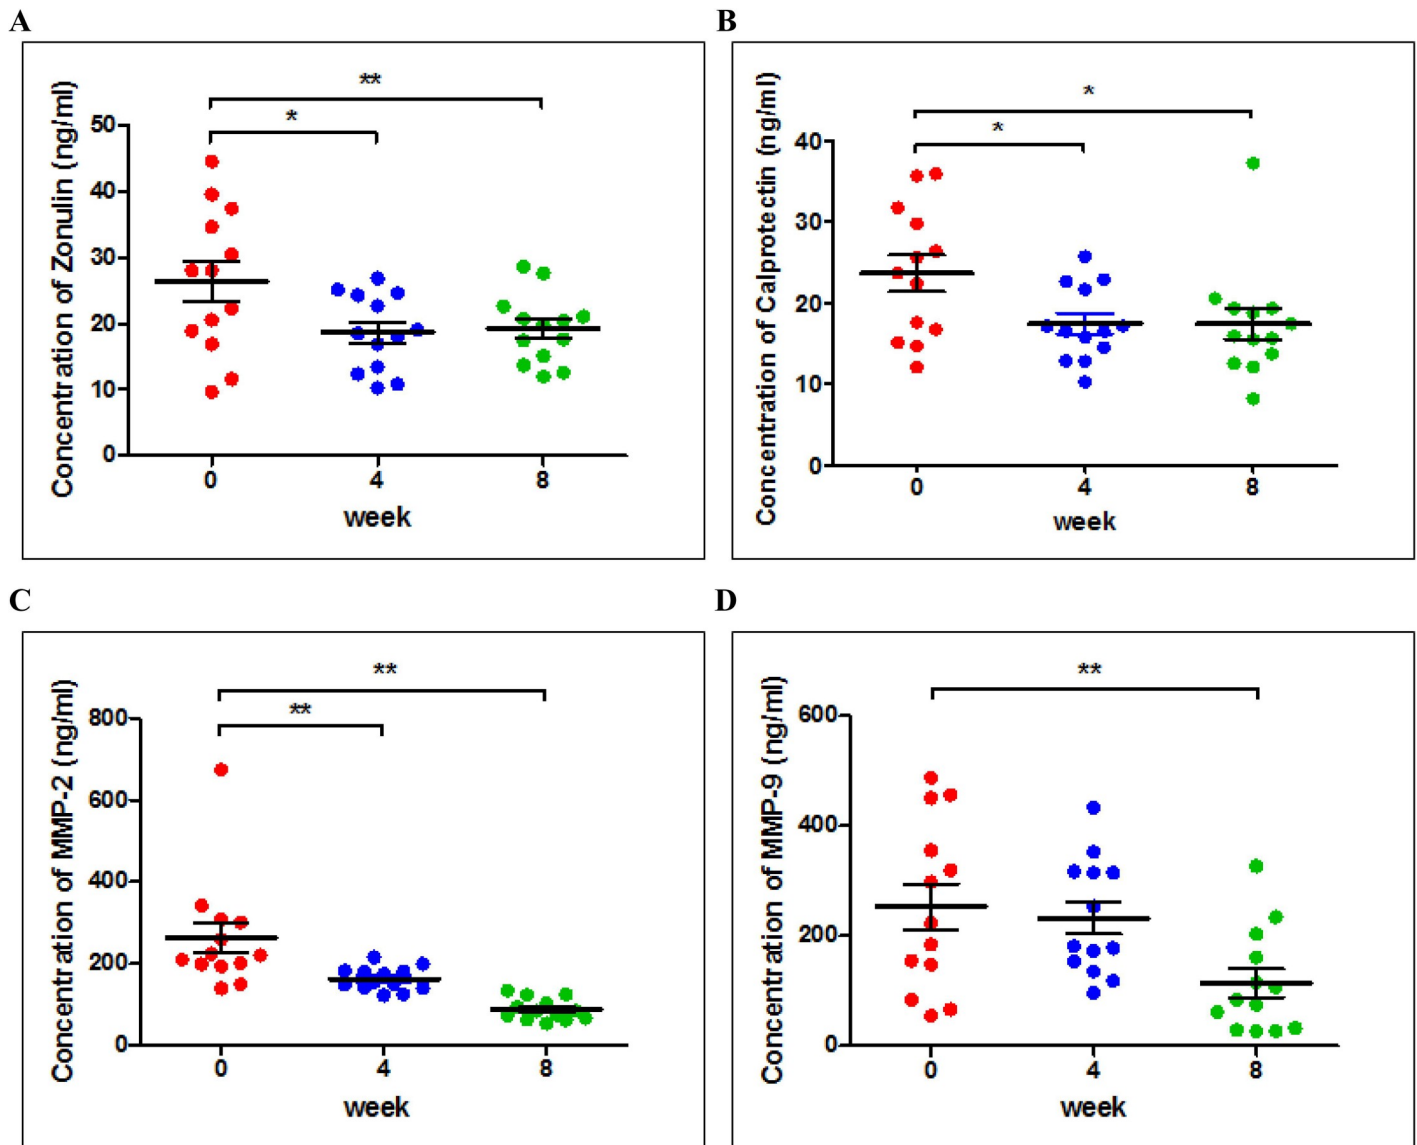 A
Concentration of Zonulin (ng/ml)
**
*
50
40
30
20
10
0
0 4 8
week
B
Concentration of Calprotectin (ng/ml)
*
*
40
30
20
10
0
0 4 8
week
C
Concentration of MMP-2 (ng/ml)
**
**
800
600
400
200
0
0 4 8
week
D
Concentration of MMP-9 (ng/ml)
**
600
400
200
0
0 4 8
week